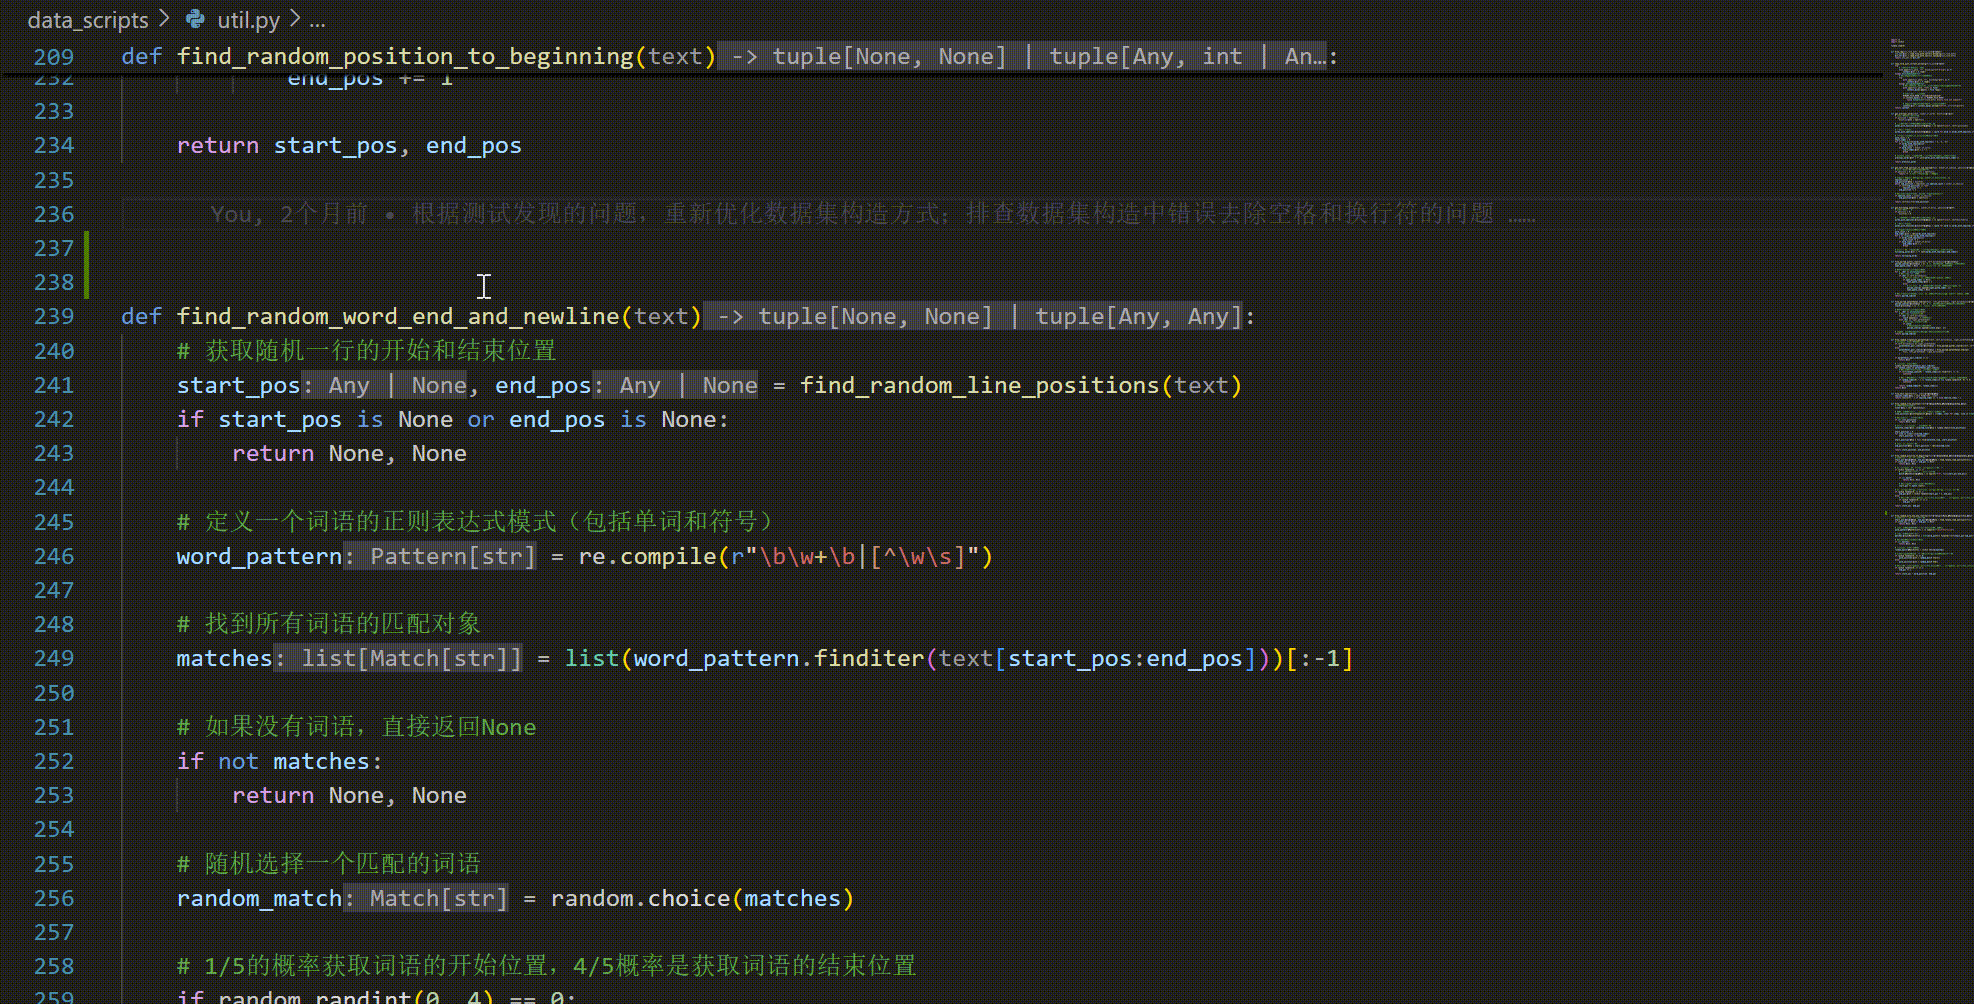 data_scripts > util.py > ...
209 def find_random_position_to_beginning(text) -> tuple[None, None] | tuple[Any, int | An…:
232 end_pos += 1
233
234 return start_pos, end_pos
235
236 You, 2个月前 • 根据测试发现的问题，重新优化数据集构造方式；排查数据集构造中错误去除空格和换行符的问题 ……
237
238
239 def find_random_word_end_and_newline(text) -> tuple[None, None] | tuple[Any, Any]:
240 # 获取随机一行的开始和结束位置
241 start_pos: Any | None, end_pos: Any | None = find_random_line_positions(text)
242 if start_pos is None or end_pos is None:
243 return None, None
244
245 # 定义一个词语的正则表达式模式（包括单词和符号）
246 word_pattern: Pattern[str] = re.compile(r"\b\w+\b|[^\w\s]")
247
248 # 找到所有词语的匹配对象
249 matches: list[Match[str]] = list(word_pattern.finditer(text[start_pos:end_pos]))[:-1]
250
251 # 如果没有词语，直接返回None
252 if not matches:
253 return None, None
254
255 # 随机选择一个匹配的词语
256 random_match: Match[str] = random.choice(matches)
257
258 # 1/5的概率获取词语的开始位置，4/5概率是获取词语的结束位置
259 if random.randint(0, 4) == 0: